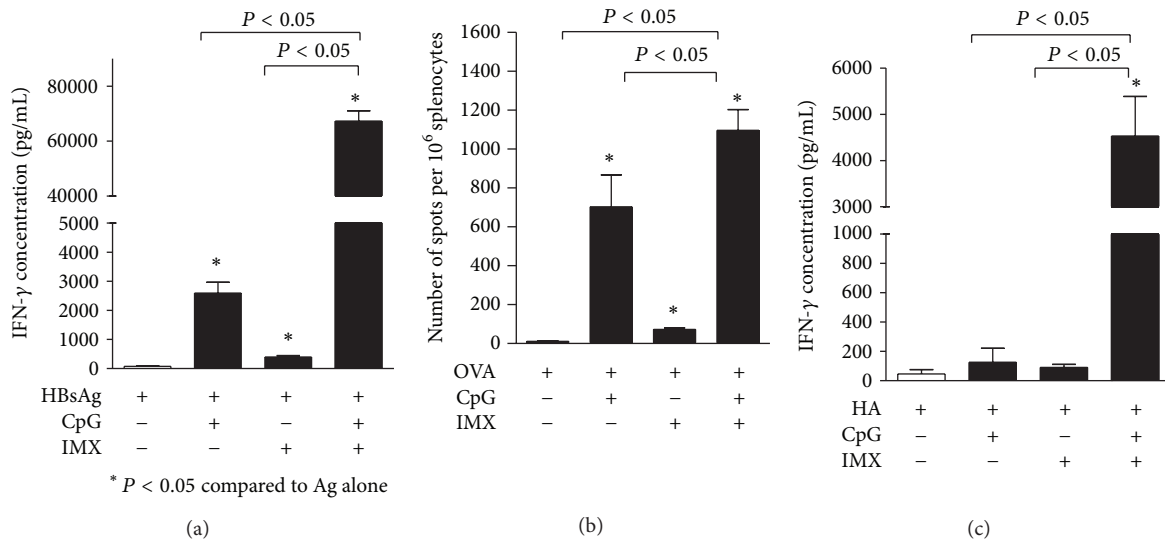 P < 0.05
P < 0.05
IFN-γ concentration (pg/mL)
80000
60000
40000
5000
4000
3000
2000
1000
0
*
*
*
HBsAg + + + +
CpG − + − +
IMX − − + +
* P < 0.05 compared to Ag alone
(a)
P < 0.05
P < 0.05
Number of spots per 10⁶ splenocytes
1600
1400
1200
1000
800
600
400
200
0
*
*
*
OVA + + + +
CpG − + − +
IMX − − + +
(b)
P < 0.05
P < 0.05
IFN-γ concentration (pg/mL)
6000
5000
4000
3000
1000
800
600
400
200
0
*
HA + + + +
CpG − + − +
IMX − − + +
(c)